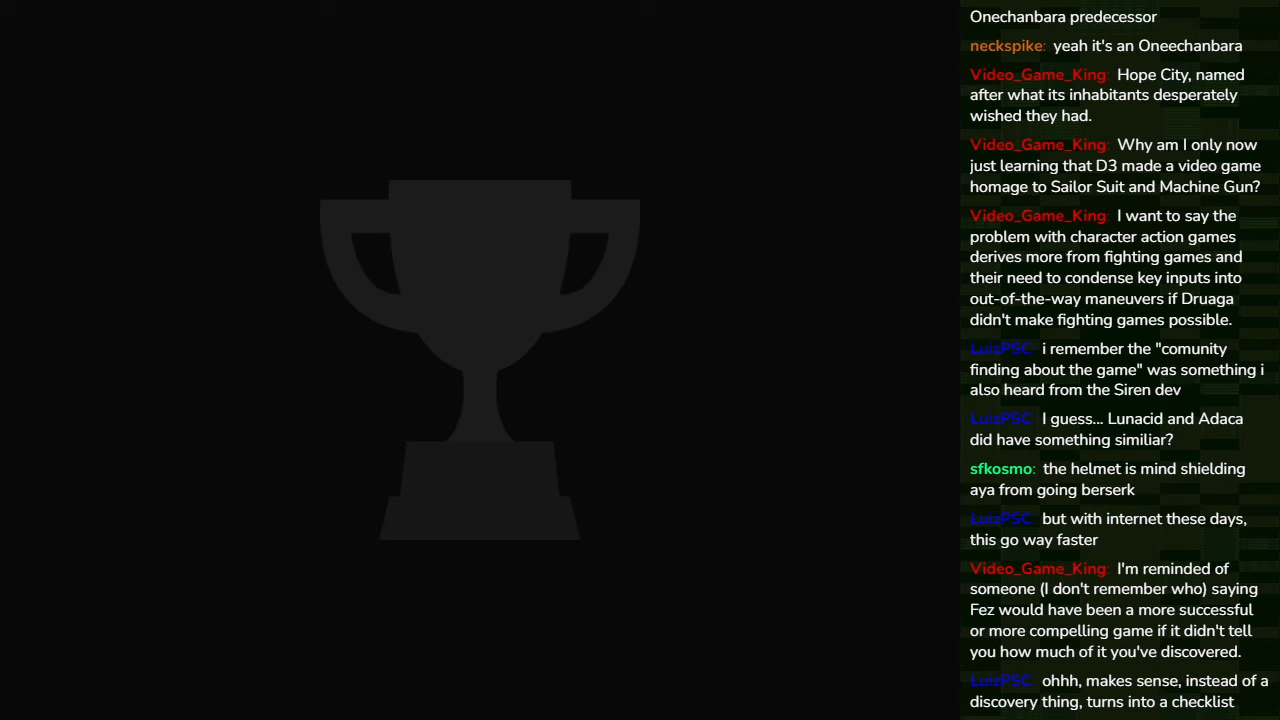 Onechanbara predecessor
neckspike: yeah it's an Oneechanbara
Video_Game_King: Hope City, named
after what its inhabitants desperately
wished they had.
Video_Game_King: Why am I only now
just learning that D3 made a video game
homage to Sailor Suit and Machine Gun?
Video_Game_King: I want to say the
problem with character action games
derives more from fighting games and
their need to condense key inputs into
out-of-the-way maneuvers if Druaga
didn't make fighting games possible.
LuizPSC: i remember the "comunity
finding about the game" was something i
also heard from the Siren dev
LuizPSC: I guess... Lunacid and Adaca
did have something similiar?
sfkosmo: the helmet is mind shielding
aya from going berserk
LuizPSC: but with internet these days,
this go way faster
Video_Game_King: I'm reminded of
someone (I don't remember who) saying
Fez would have been a more successful
or more compelling game if it didn't tell
you how much of it you've discovered.
LuizPSC: ohhh, makes sense, instead of a
discovery thing, turns into a checklist